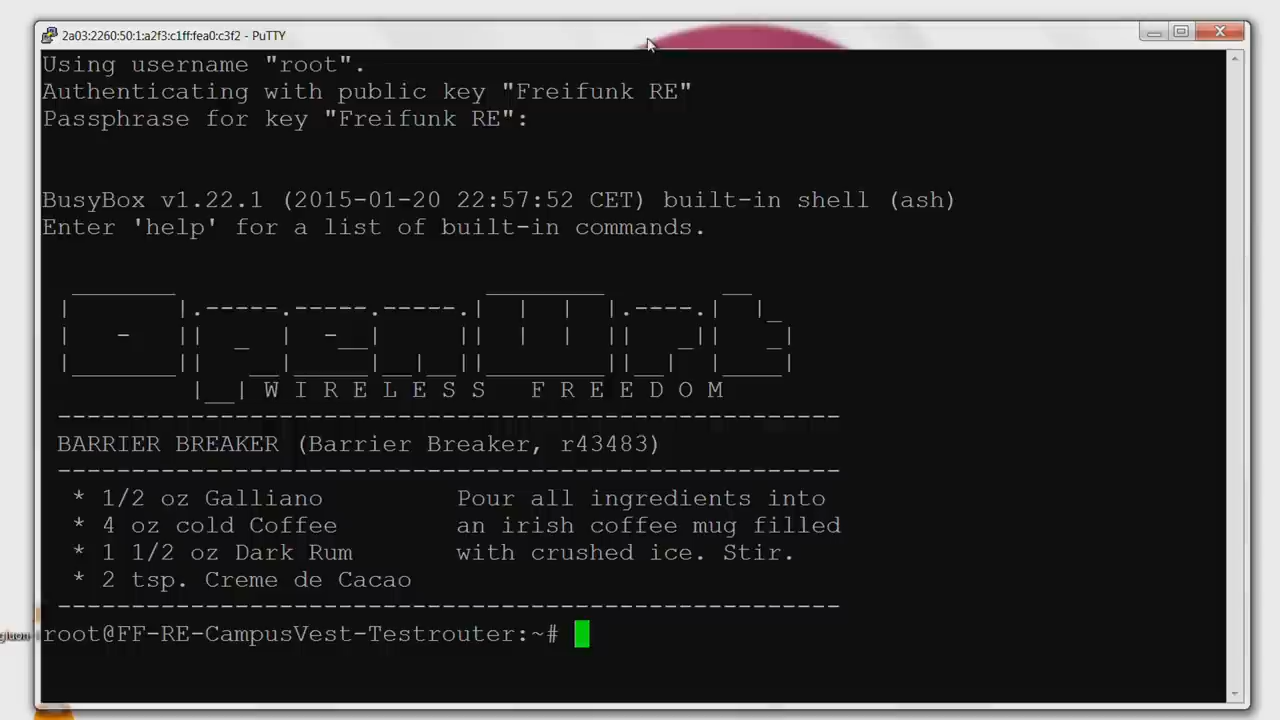 2a03:2260:50:1:a2f3:c1ff:fea0:c3f2 - PuTTY
Using username "root".
Authenticating with public key "Freifunk RE"
Passphrase for key "Freifunk RE":
BusyBox v1.22.1 (2015-01-20 22:57:52 CET) built-in shell (ash)
Enter 'help' for a list of built-in commands.
OpenWrt
W I R E L E S S   F R E E D O M
-----------------------------------------------------
BARRIER BREAKER (Barrier Breaker, r43483)
-----------------------------------------------------
* 1/2 oz Galliano         Pour all ingredients into
* 4 oz cold Coffee        an irish coffee mug filled
* 1 1/2 oz Dark Rum       with crushed ice. Stir.
* 2 tsp. Creme de Cacao
-----------------------------------------------------
root@FF-RE-CampusVest-Testrouter:~#
gluon-